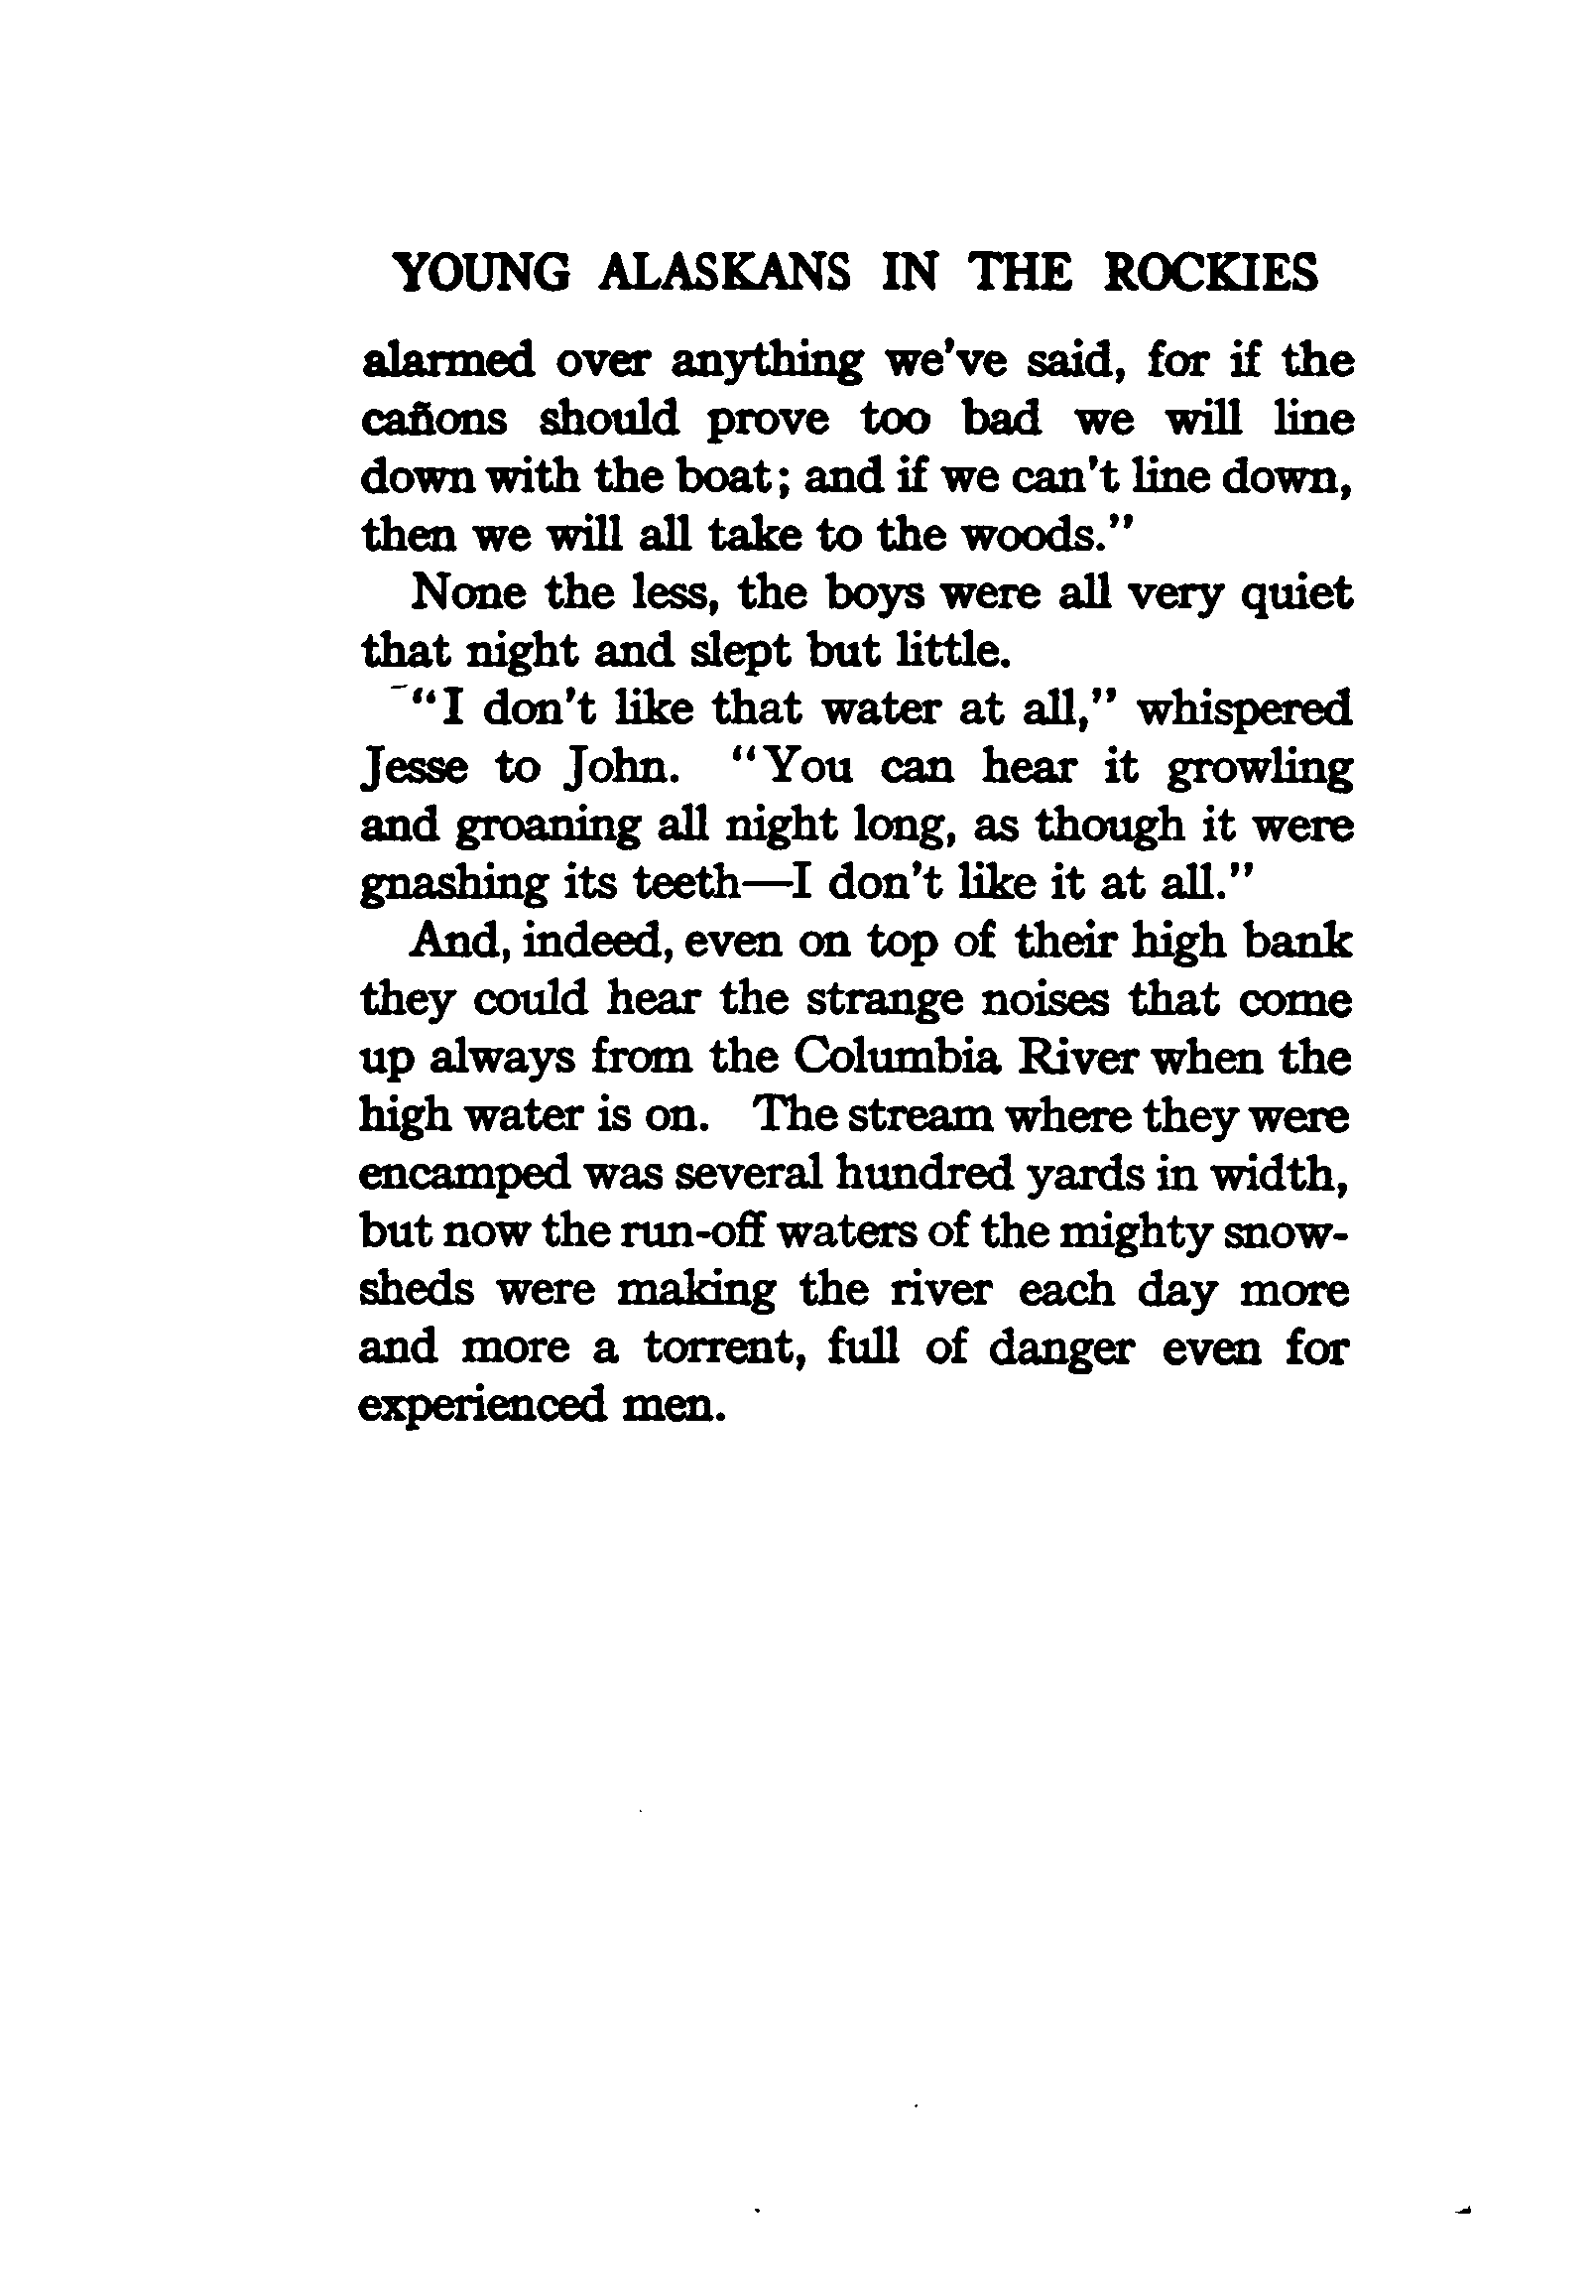 YOUNG ALASKANS IN THE ROCKIES
alarmed over anything we've said, for if the
cañons should prove too bad we will line
down with the boat; and if we can't line down,
then we will all take to the woods."
None the less, the boys were all very quiet
that night and slept but little.
"I don't like that water at all," whispered
Jesse to John. "You can hear it growling
and groaning all night long, as though it were
gnashing its teeth—I don't like it at all."
And, indeed, even on top of their high bank
they could hear the strange noises that come
up always from the Columbia River when the
high water is on. The stream where they were
encamped was several hundred yards in width,
but now the run-off waters of the mighty snow-
sheds were making the river each day more
and more a torrent, full of danger even for
experienced men.